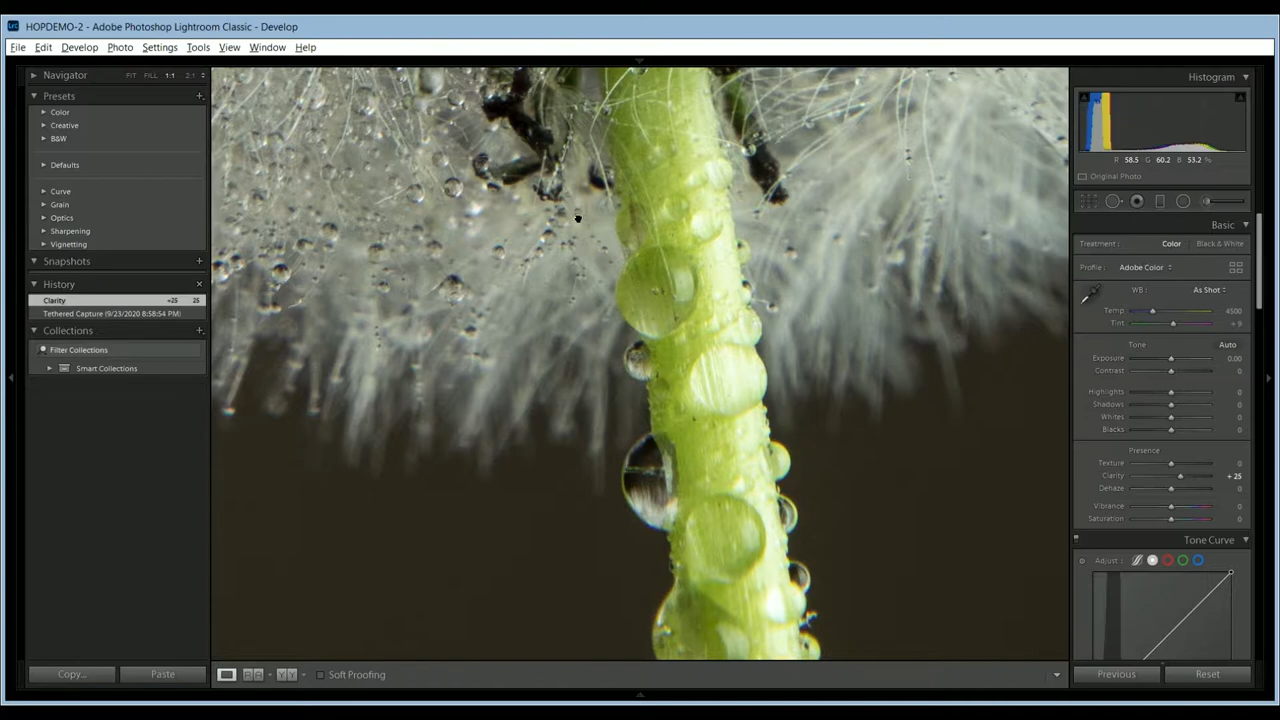 HOPDEMO-2 - Adobe Photoshop Lightroom Classic - Develop
File Edit Develop Photo Settings Tools View Window Help
Navigator FIT FILL 1:1 2:1
Presets +
Color
Creative
B&W
Defaults
Curve
Grain
Optics
Sharpening
Vignetting
Snapshots +
History ×
Clarity +25 25
Tethered Capture (9/23/2020 8:58:54 PM)
Collections +
Filter Collections
Smart Collections
Copy... Paste
Soft Proofing
Histogram
R 58.5 G 60.2 B 53.2 %
Original Photo
Basic
Treatment : Color Black & White
Profile : Adobe Color
WB : As Shot
Temp 4500
Tint + 9
Tone Auto
Exposure 0.00
Contrast 0
Highlights 0
Shadows 0
Whites 0
Blacks 0
Presence
Texture 0
Clarity + 25
Dehaze 0
Vibrance 0
Saturation 0
Tone Curve
Adjust :
Previous Reset